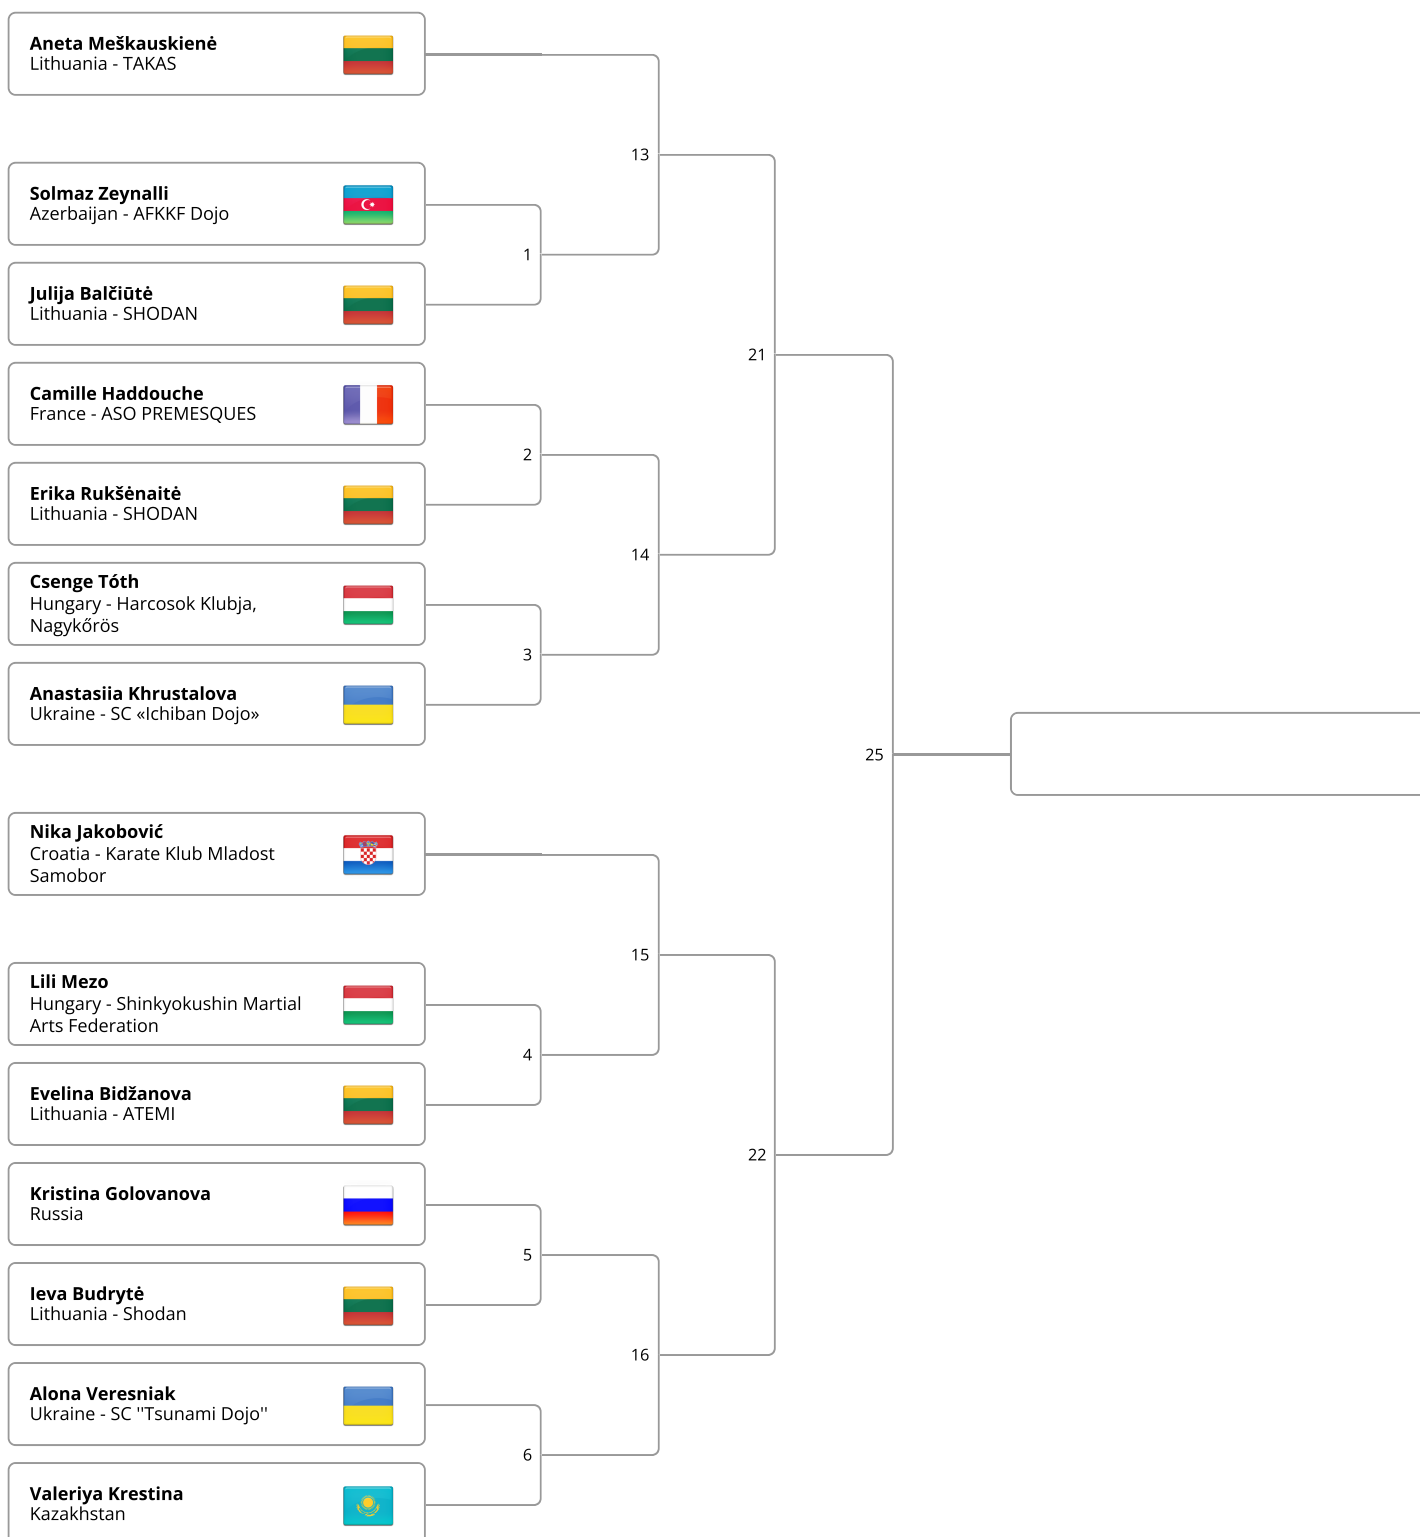 Aneta Meškauskienė
Lithuania - TAKAS
13
Solmaz Zeynalli
Azerbaijan - AFKKF Dojo
1
Julija Balčiūtė
Lithuania - SHODAN
21
Camille Haddouche
France - ASO PREMESQUES
2
Erika Rukšėnaitė
Lithuania - SHODAN
14
Csenge Tóth
Hungary - Harcosok Klubja,
Nagykőrös
3
Anastasiia Khrustalova
Ukraine - SC «Ichiban Dojo»
25
Nika Jakobović
Croatia - Karate Klub Mladost
Samobor
15
Lili Mezo
Hungary - Shinkyokushin Martial
Arts Federation
4
Evelina Bidžanova
Lithuania - ATEMI
22
Kristina Golovanova
Russia
5
Ieva Budrytė
Lithuania - Shodan
16
Alona Veresniak
Ukraine - SC "Tsunami Dojo"
6
Valeriya Krestina
Kazakhstan